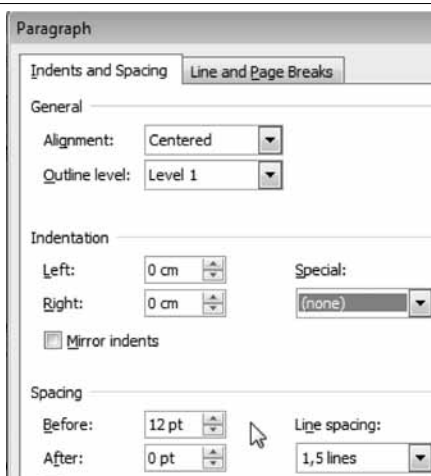 Paragraph
Indents and Spacing Line and Page Breaks
General
Alignment: Centered
Outline level: Level 1
Indentation
Left: 0 cm Special:
Right: 0 cm (none)
Mirror indents
Spacing
Before: 12 pt Line spacing:
After: 0 pt 1,5 lines